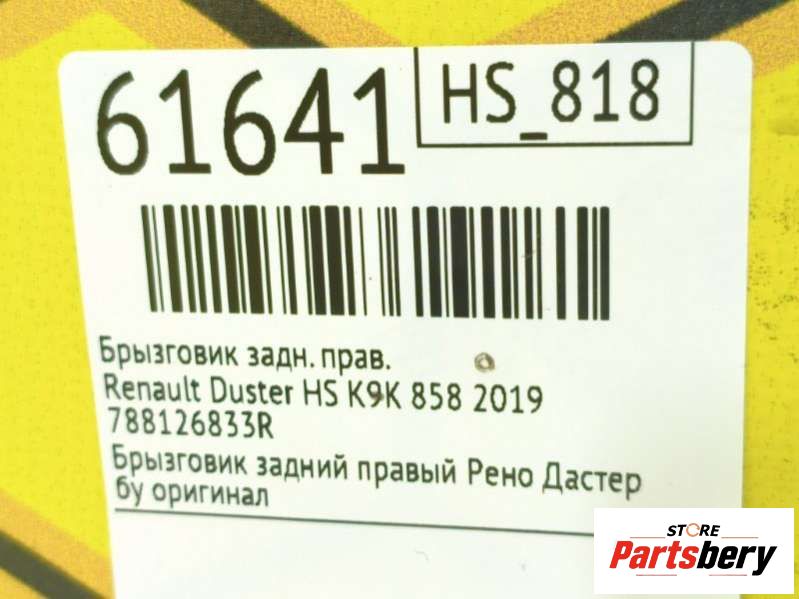 61641
HS_818
Брызговик задн. прав.
Renault Duster HS K9K 858 2019
788126833R
Брызговик задний правый Рено Дастер
бу оригинал
STORE
Partsbery